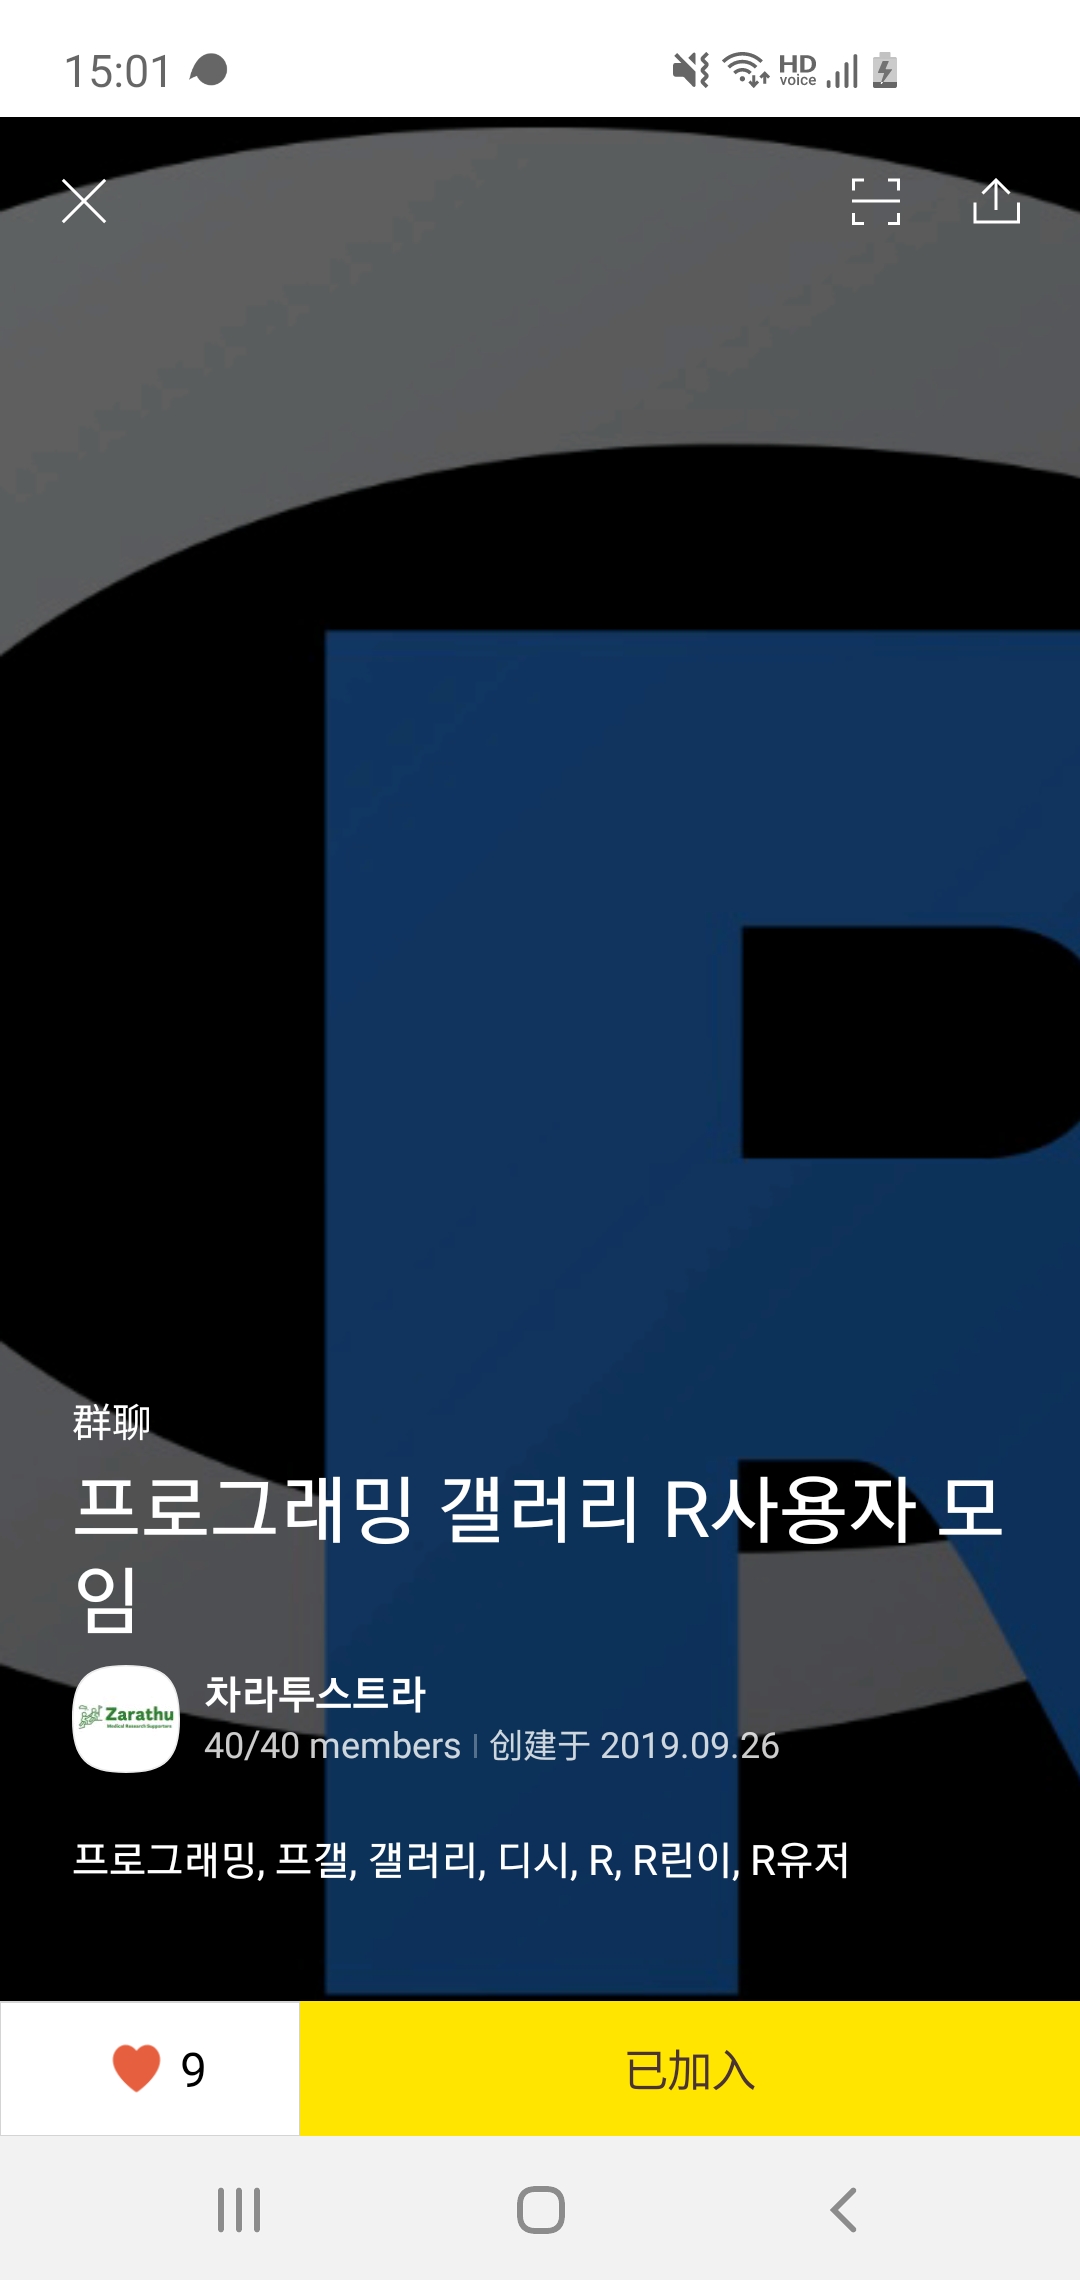 15:01
HD
voice
群聊
프로그래밍 갤러리 R사용자 모
임
Zarathu
Medical Research Supporters
차라투스트라
40/40 members | 创建于 2019.09.26
프로그래밍, 프갤, 갤러리, 디시, R, R린이, R유저
9
已加入